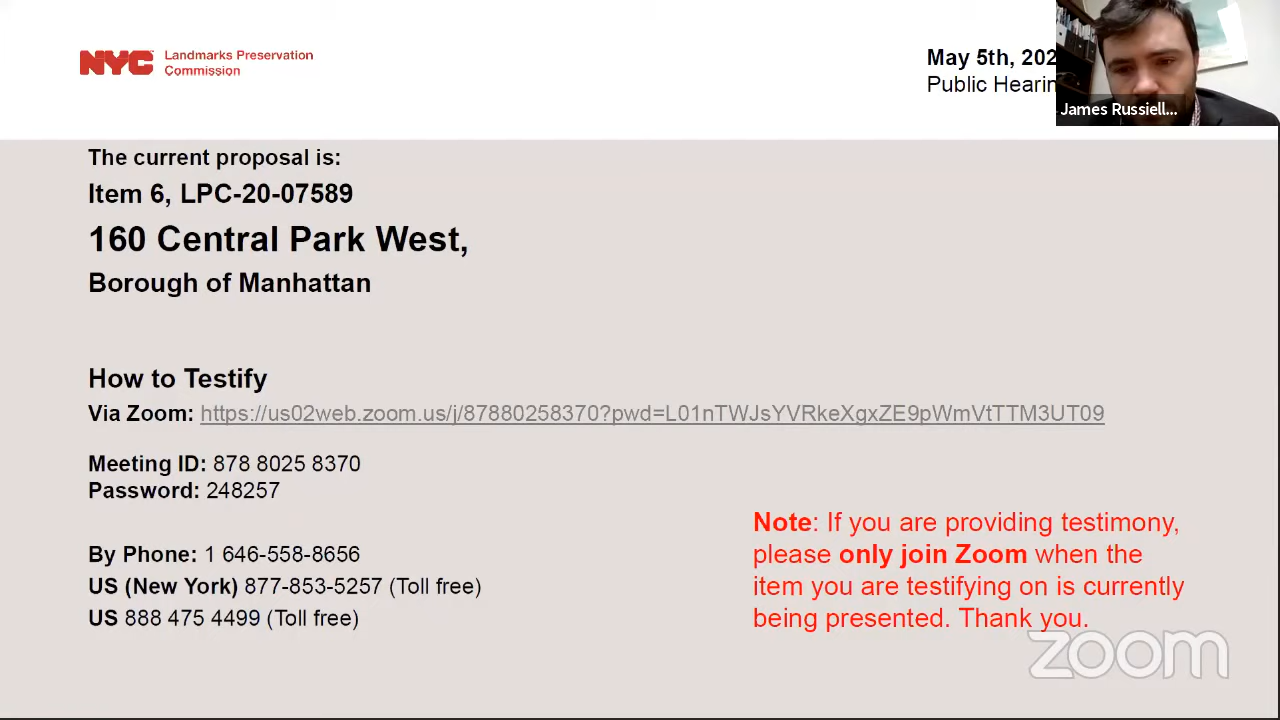 NYC Landmarks Preservation
Commission
May 5th, 202
Public Hearin
James Russiell...
The current proposal is:
Item 6, LPC-20-07589
160 Central Park West,
Borough of Manhattan
How to Testify
Via Zoom: https://us02web.zoom.us/j/87880258370?pwd=L01nTWJsYVRkeXgxZE9pWmVtTTM3UT09
Meeting ID: 878 8025 8370
Password: 248257
By Phone: 1 646-558-8656
US (New York) 877-853-5257 (Toll free)
US 888 475 4499 (Toll free)
Note: If you are providing testimony,
please only join Zoom when the
item you are testifying on is currently
being presented. Thank you.
zoom